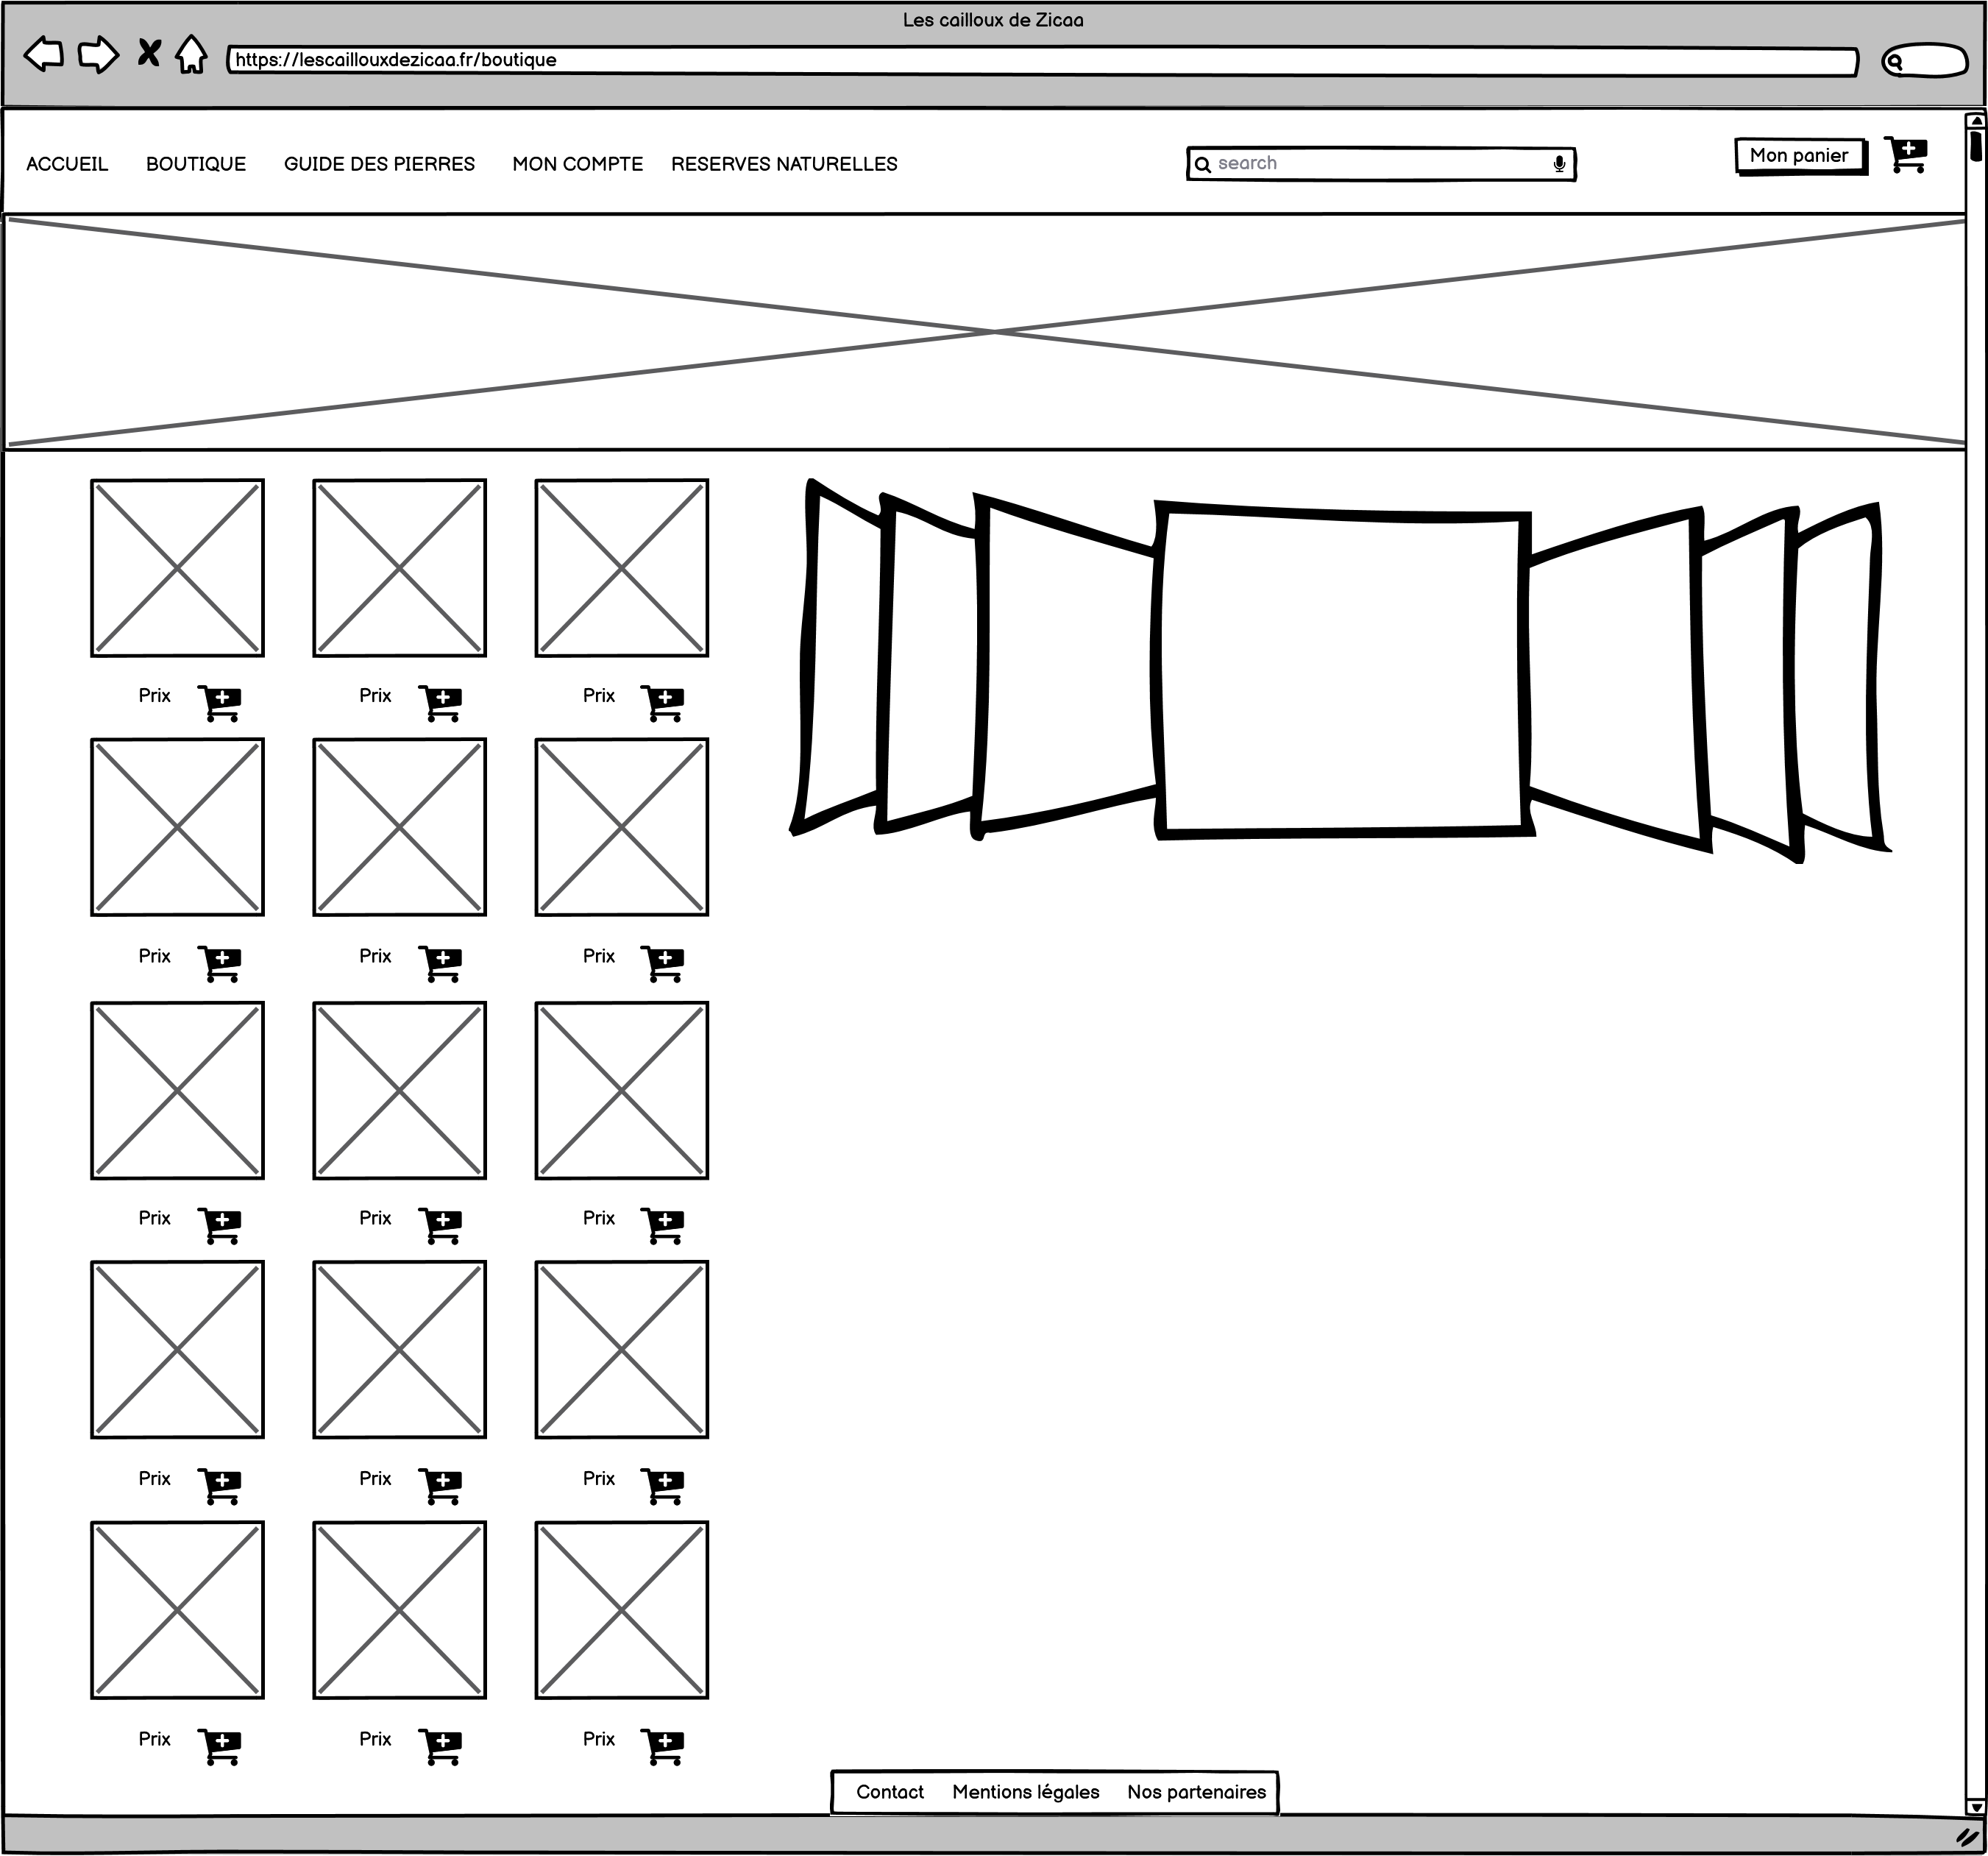 Les cailloux de Zicaa
https://lescaillouxdezicaa.fr/boutique
ACCUEIL BOUTIQUE GUIDE DES PIERRES MON COMPTE RESERVES NATURELLES search Mon panier
Prix Prix Prix
Prix Prix Prix
Prix Prix Prix
Prix Prix Prix
Prix Prix Prix
Contact Mentions légales Nos partenaires